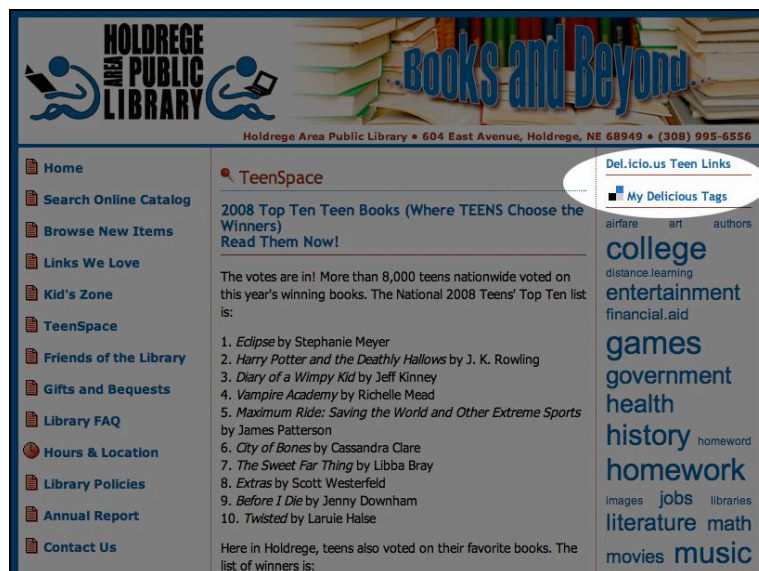 HOLDREGE
AREA PUBLIC
LIBRARY
Books and Beyond
Holdrege Area Public Library • 604 East Avenue, Holdrege, NE 68949 • (308) 995-6556
Home
Search Online Catalog
Browse New Items
Links We Love
Kid's Zone
TeenSpace
Friends of the Library
Gifts and Bequests
Library FAQ
Hours & Location
Library Policies
Annual Report
Contact Us
TeenSpace
2008 Top Ten Teen Books (Where TEENS Choose the
Winners)
Read Them Now!
The votes are in! More than 8,000 teens nationwide voted on
this year's winning books. The National 2008 Teens' Top Ten list
is:
1. Eclipse by Stephanie Meyer
2. Harry Potter and the Deathly Hallows by J. K. Rowling
3. Diary of a Wimpy Kid by Jeff Kinney
4. Vampire Academy by Richelle Mead
5. Maximum Ride: Saving the World and Other Extreme Sports
by James Patterson
6. City of Bones by Cassandra Clare
7. The Sweet Far Thing by Libba Bray
8. Extras by Scott Westerfeld
9. Before I Die by Jenny Downham
10. Twisted by Laruie Halse
Here in Holdrege, teens also voted on their favorite books. The
list of winners is:
Del.icio.us Teen Links
My Delicious Tags
airfare art authors
college
distance.learning
entertainment
financial.aid
games
government
health
history homeword
homework
images jobs libraries
literature math
movies music